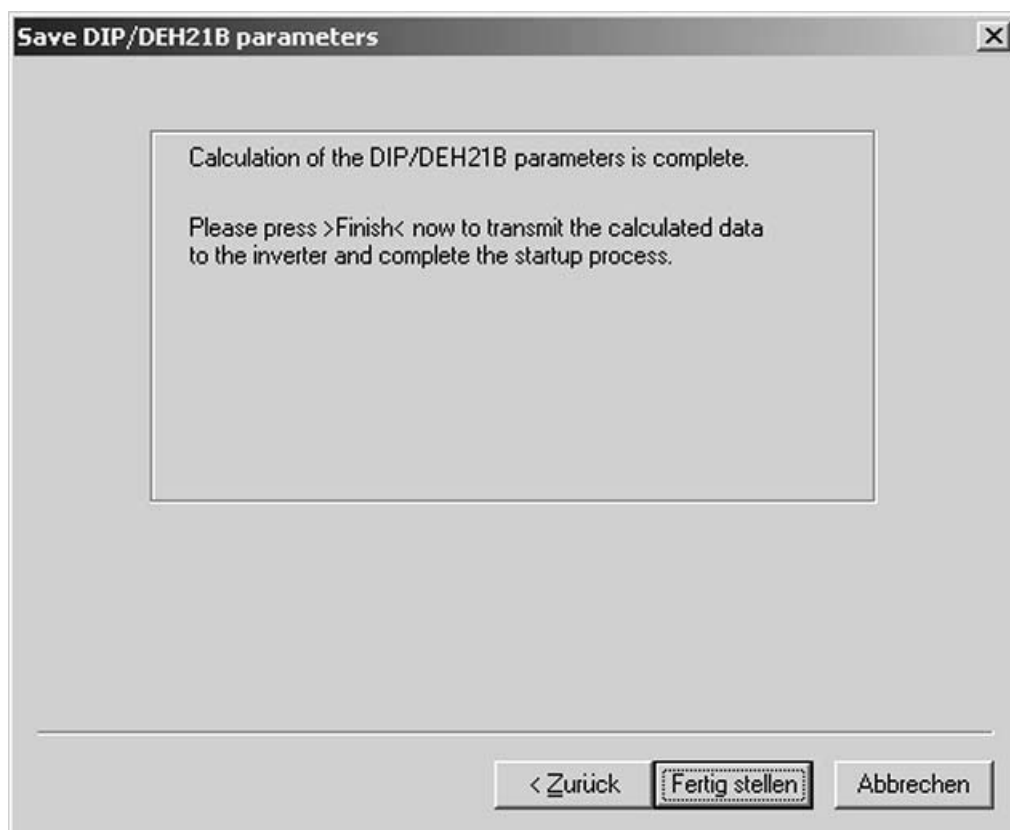 Save DIP/DEH21B parameters
Calculation of the DIP/DEH21B parameters is complete.
Please press >Finish< now to transmit the calculated data
to the inverter and complete the startup process.
< Zurück Fertig stellen Abbrechen